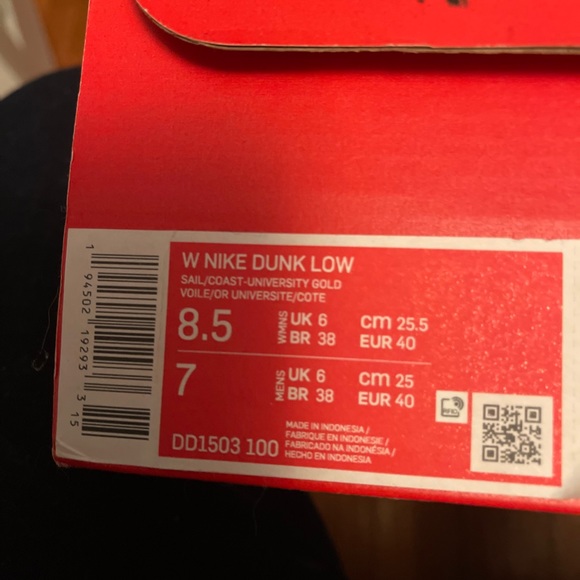 W NIKE DUNK LOW
SAIL/COAST-UNIVERSITY GOLD
VOILE/OR UNIVERSITE/COTE
8.5 WMNS UK 6 cm 25.5
BR 38 EUR 40
7 MENS UK 6 cm 25
BR 38 EUR 40
DD1503 100
MADE IN INDONESIA/
FABRIQUE EN INDONESIE/
FABRICADO NA INDONÉSIA/
HECHO EN INDONESIA
RFID
1 94502 19293 3 15